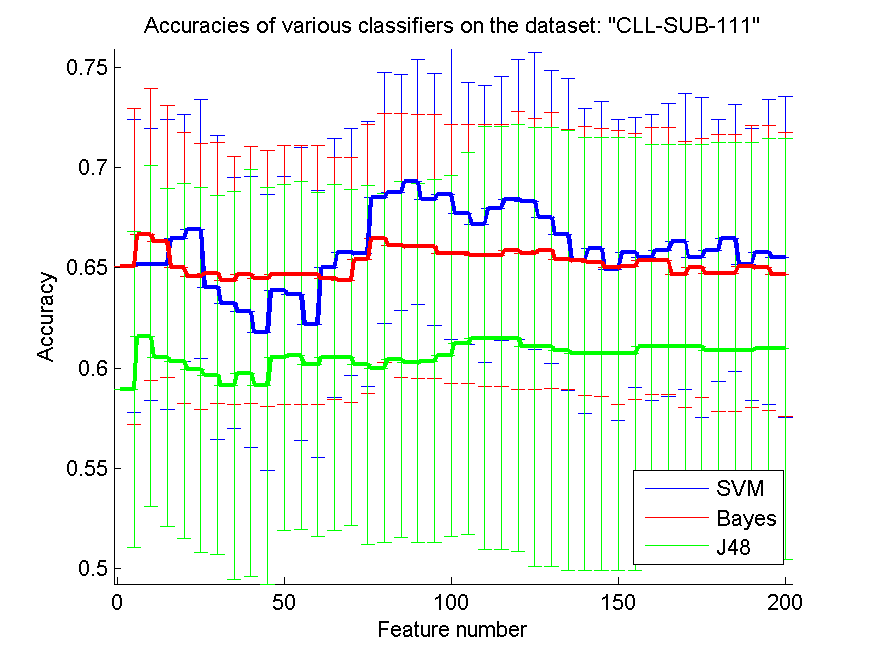 Accuracies of various classifiers on the dataset: "CLL-SUB-111"
0.75
0.7
0.65
0.6
0.55
0.5
Accuracy
SVM
Bayes
J48
0 50 100 150 200
Feature number